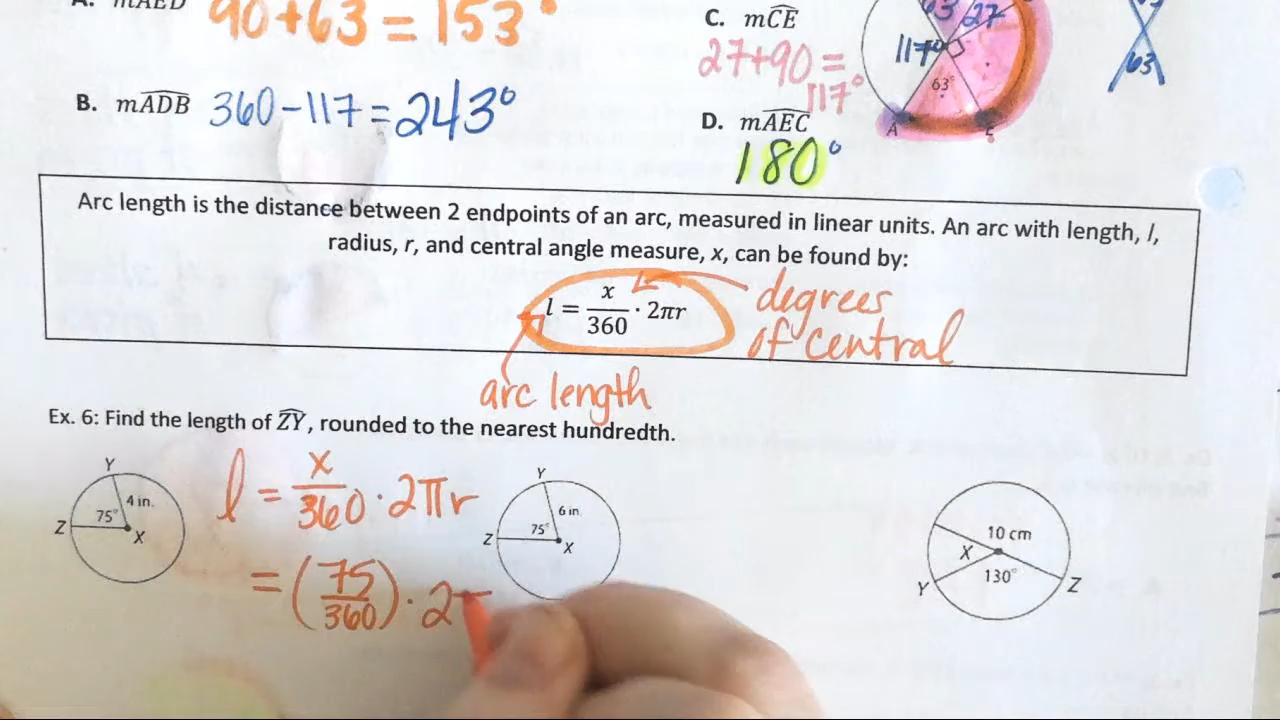 A. mAED 90+63 = 153°
C. mCE
27+90 =
117°
B. mADB 360-117=243°
D. mAEC
180°
63 27
117°
63°
A
63
Arc length is the distance between 2 endpoints of an arc, measured in linear units. An arc with length, l,
radius, r, and central angle measure, x, can be found by:
l = x/360 · 2πr
degrees
of central
arc length
Ex. 6: Find the length of ZY, rounded to the nearest hundredth.
l = x/360 · 2πr
= (75/360) · 2
Y
4 in.
75°
Z
X
Y
6 in.
75°
Z
X
10 cm
X
130°
Y
Z